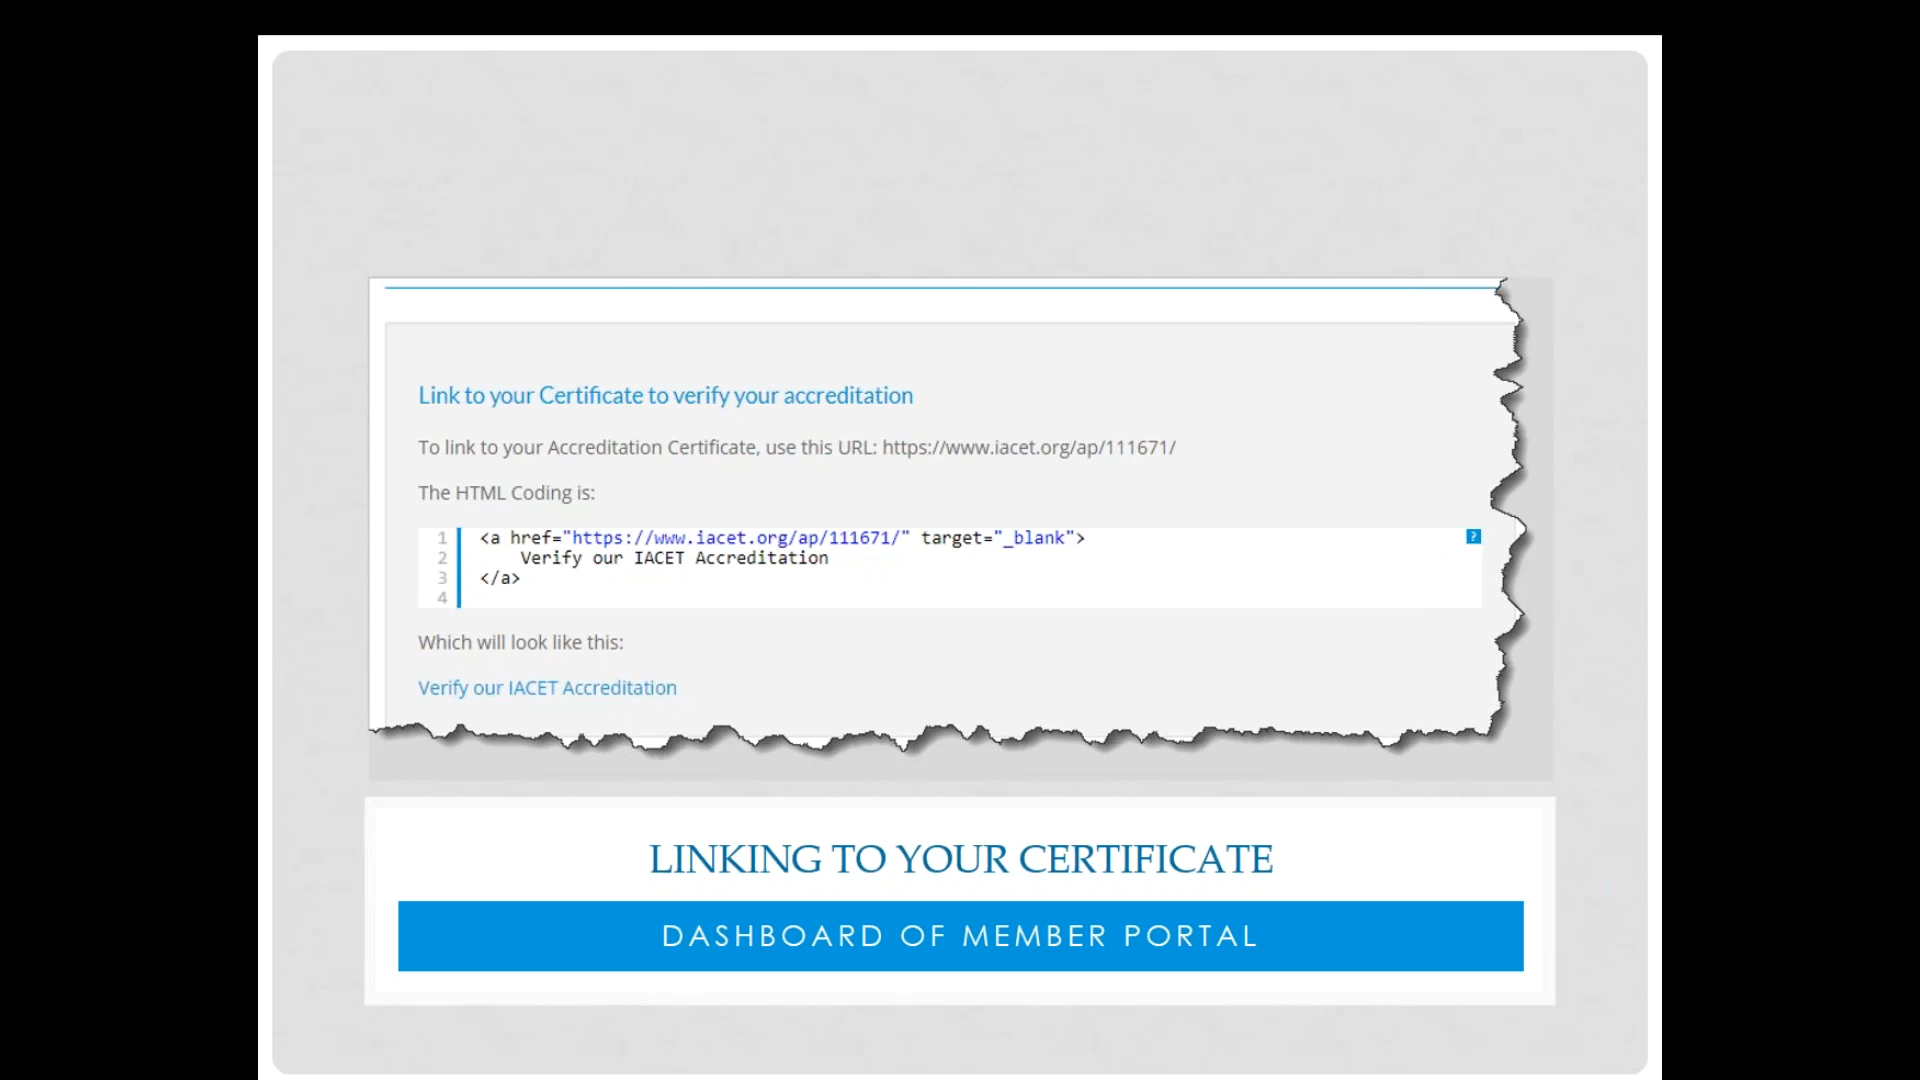 Link to your Certificate to verify your accreditation
To link to your Accreditation Certificate, use this URL: https://www.iacet.org/ap/111671/
The HTML Coding is:
1 <a href="https://www.iacet.org/ap/111671/" target="_blank">
?
2 Verify our IACET Accreditation
3 </a>
4
Which will look like this:
Verify our IACET Accreditation
LINKING TO YOUR CERTIFICATE
DASHBOARD OF MEMBER PORTAL